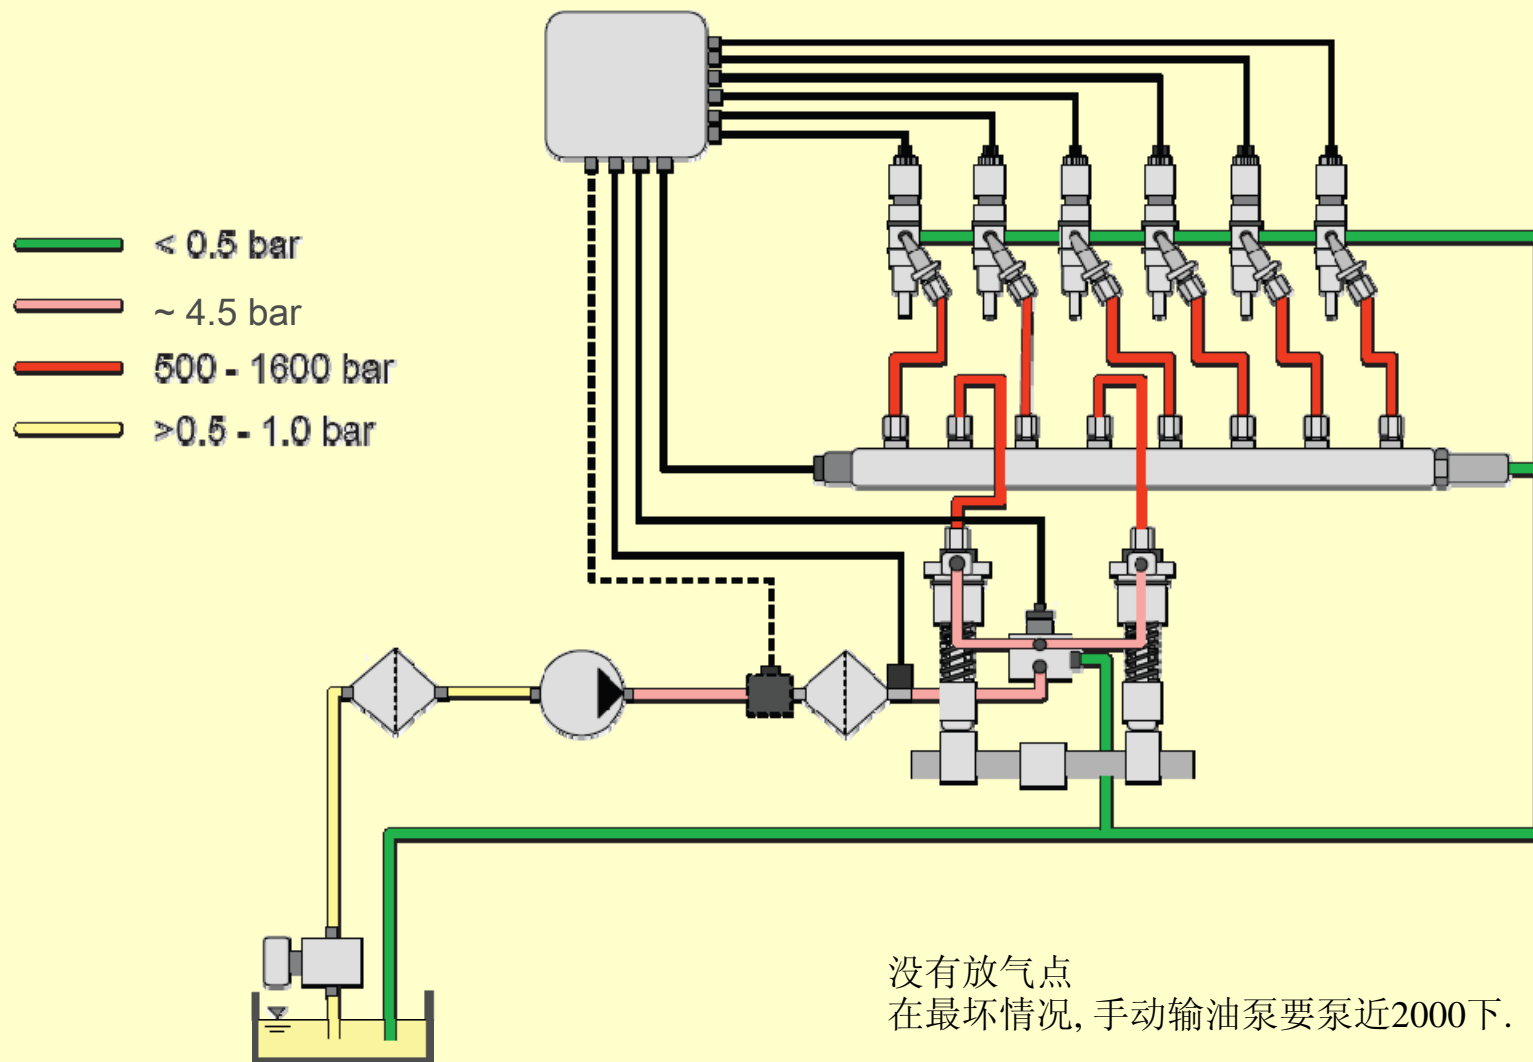 < 0.5 bar
~ 4.5 bar
500 - 1600 bar
>0.5 - 1.0 bar
没有放气点
在最坏情况, 手动输油泵要泵近2000下.